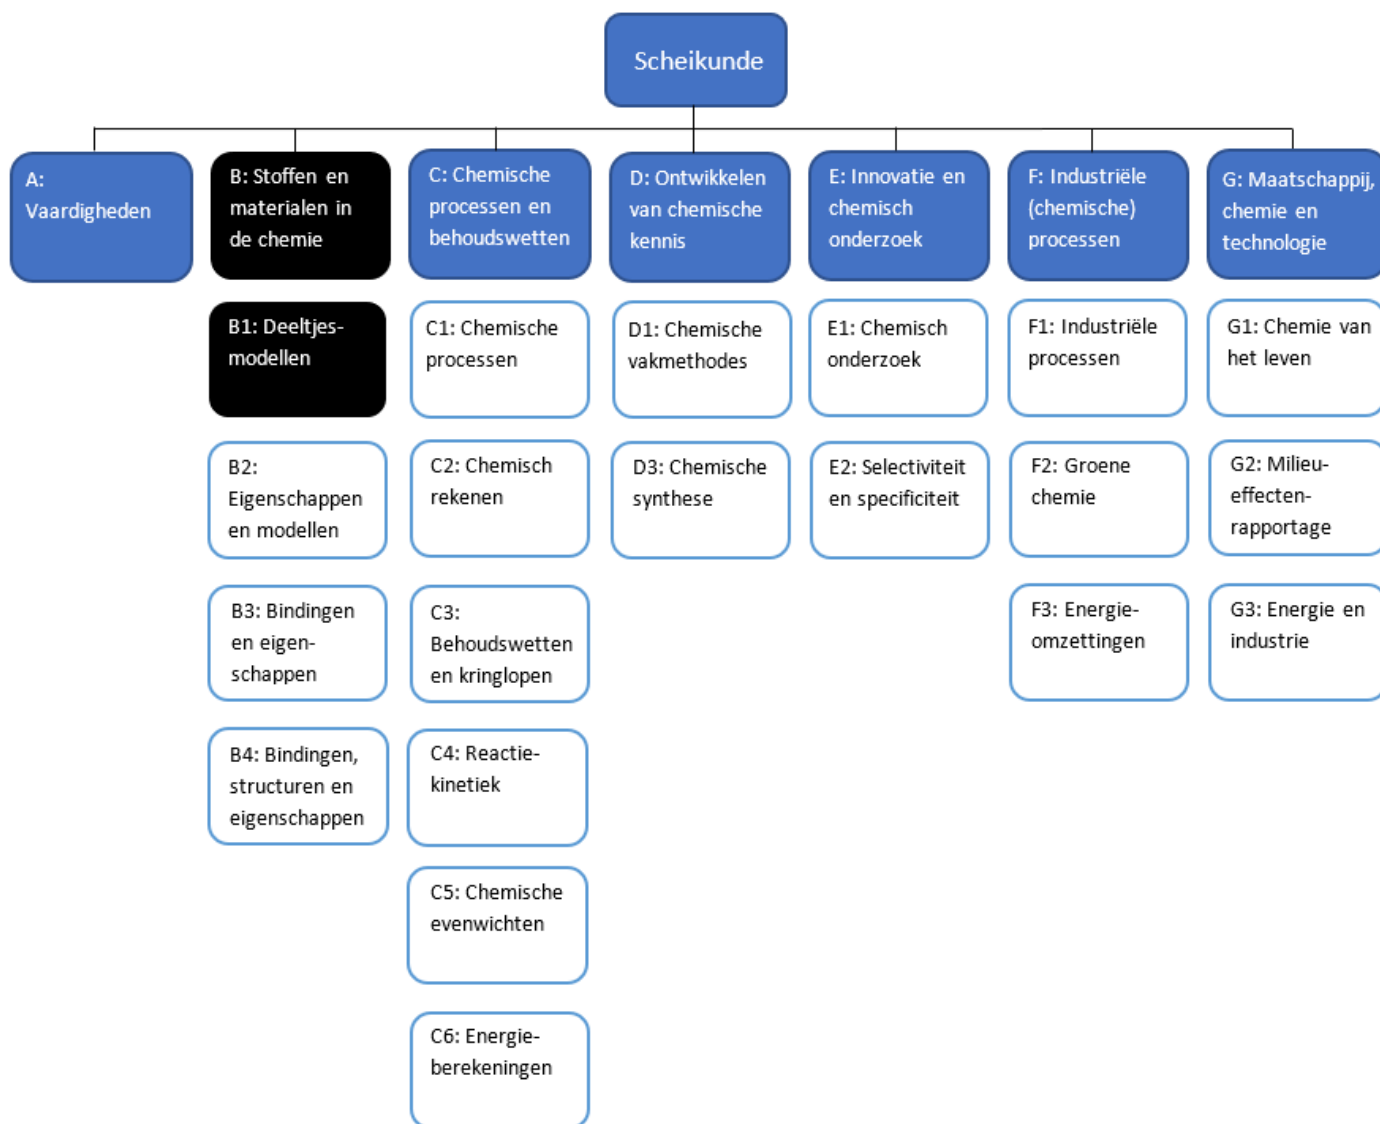 Scheikunde
A:
Vaardigheden
B: Stoffen en
materialen in
de chemie
C: Chemische
processen en
behoudswetten
D: Ontwikkelen
van chemische
kennis
E: Innovatie en
chemisch
onderzoek
F: Industriële
(chemische)
processen
G: Maatschappij,
chemie en
technologie
B1: Deeltjes-
modellen
C1: Chemische
processen
D1: Chemische
vakmethodes
E1: Chemisch
onderzoek
F1: Industriële
processen
G1: Chemie van
het leven
B2:
Eigenschappen
en modellen
C2: Chemisch
rekenen
D3: Chemische
synthese
E2: Selectiviteit
en specificiteit
F2: Groene
chemie
G2: Milieu-
effecten-
rapportage
B3: Bindingen
en eigen-
schappen
C3:
Behoudswetten
en kringlopen
F3: Energie-
omzettingen
G3: Energie en
industrie
B4: Bindingen,
structuren en
eigenschappen
C4: Reactie-
kinetiek
C5: Chemische
evenwichten
C6: Energie-
berekeningen